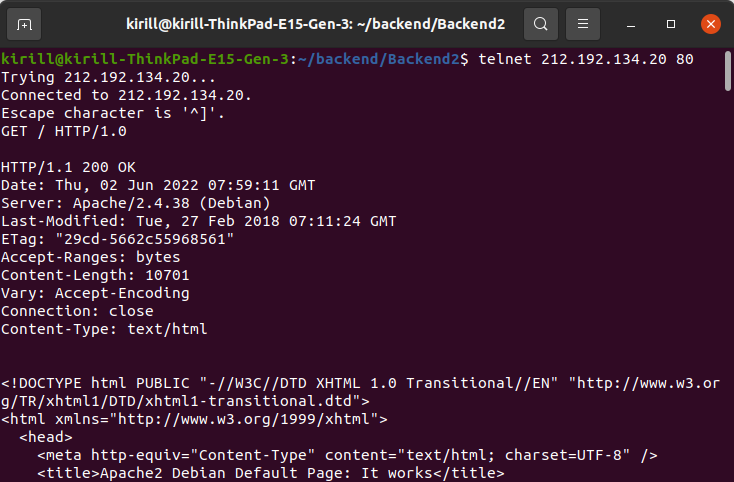 kirill@kirill-ThinkPad-E15-Gen-3: ~/backend/Backend2
kirill@kirill-ThinkPad-E15-Gen-3:~/backend/Backend2$ telnet 212.192.134.20 80
Trying 212.192.134.20...
Connected to 212.192.134.20.
Escape character is '^]'.
GET / HTTP/1.0

HTTP/1.1 200 OK
Date: Thu, 02 Jun 2022 07:59:11 GMT
Server: Apache/2.4.38 (Debian)
Last-Modified: Tue, 27 Feb 2018 07:11:24 GMT
ETag: "29cd-5662c55968561"
Accept-Ranges: bytes
Content-Length: 10701
Vary: Accept-Encoding
Connection: close
Content-Type: text/html


<!DOCTYPE html PUBLIC "-//W3C//DTD XHTML 1.0 Transitional//EN" "http://www.w3.or
g/TR/xhtml1/DTD/xhtml1-transitional.dtd">
<html xmlns="http://www.w3.org/1999/xhtml">
  <head>
    <meta http-equiv="Content-Type" content="text/html; charset=UTF-8" />
    <title>Apache2 Debian Default Page: It works</title>